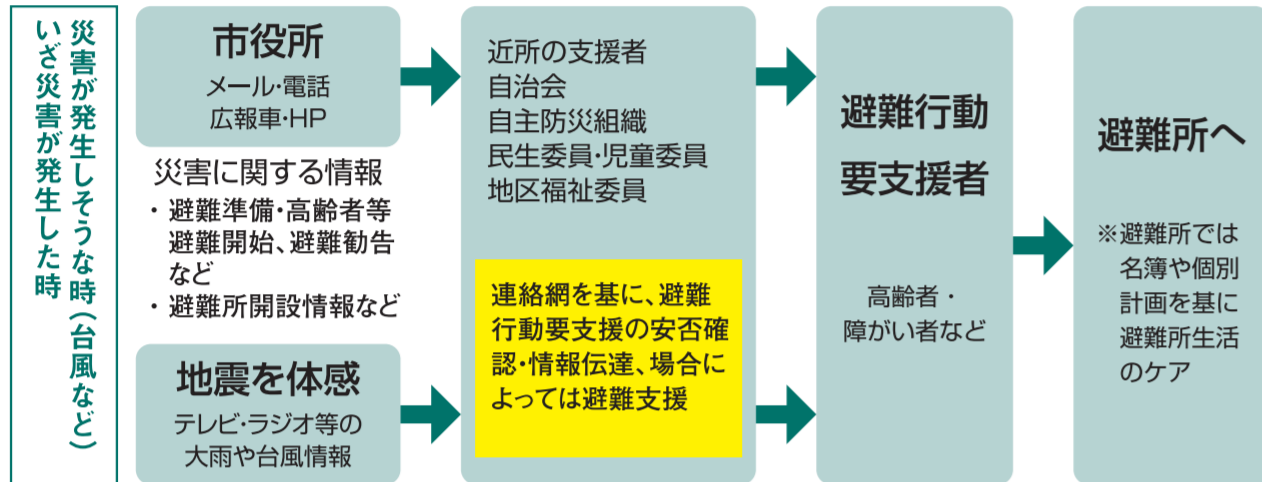 災害が発生しそうな時(台風など)
いざ災害が発生した時
市役所
メール・電話
広報車・HP
災害に関する情報
・避難準備・高齢者等
避難開始、避難勧告
など
・避難所開設情報など
地震を体感
テレビ・ラジオ等の
大雨や台風情報
近所の支援者
自治会
自主防災組織
民生委員・児童委員
地区福祉委員
連絡網を基に、避難
行動要支援の安否確
認・情報伝達、場合に
よっては避難支援
避難行動
要支援者
高齢者・
障がい者など
避難所へ
※避難所では
名簿や個別
計画を基に
避難所生活
のケア